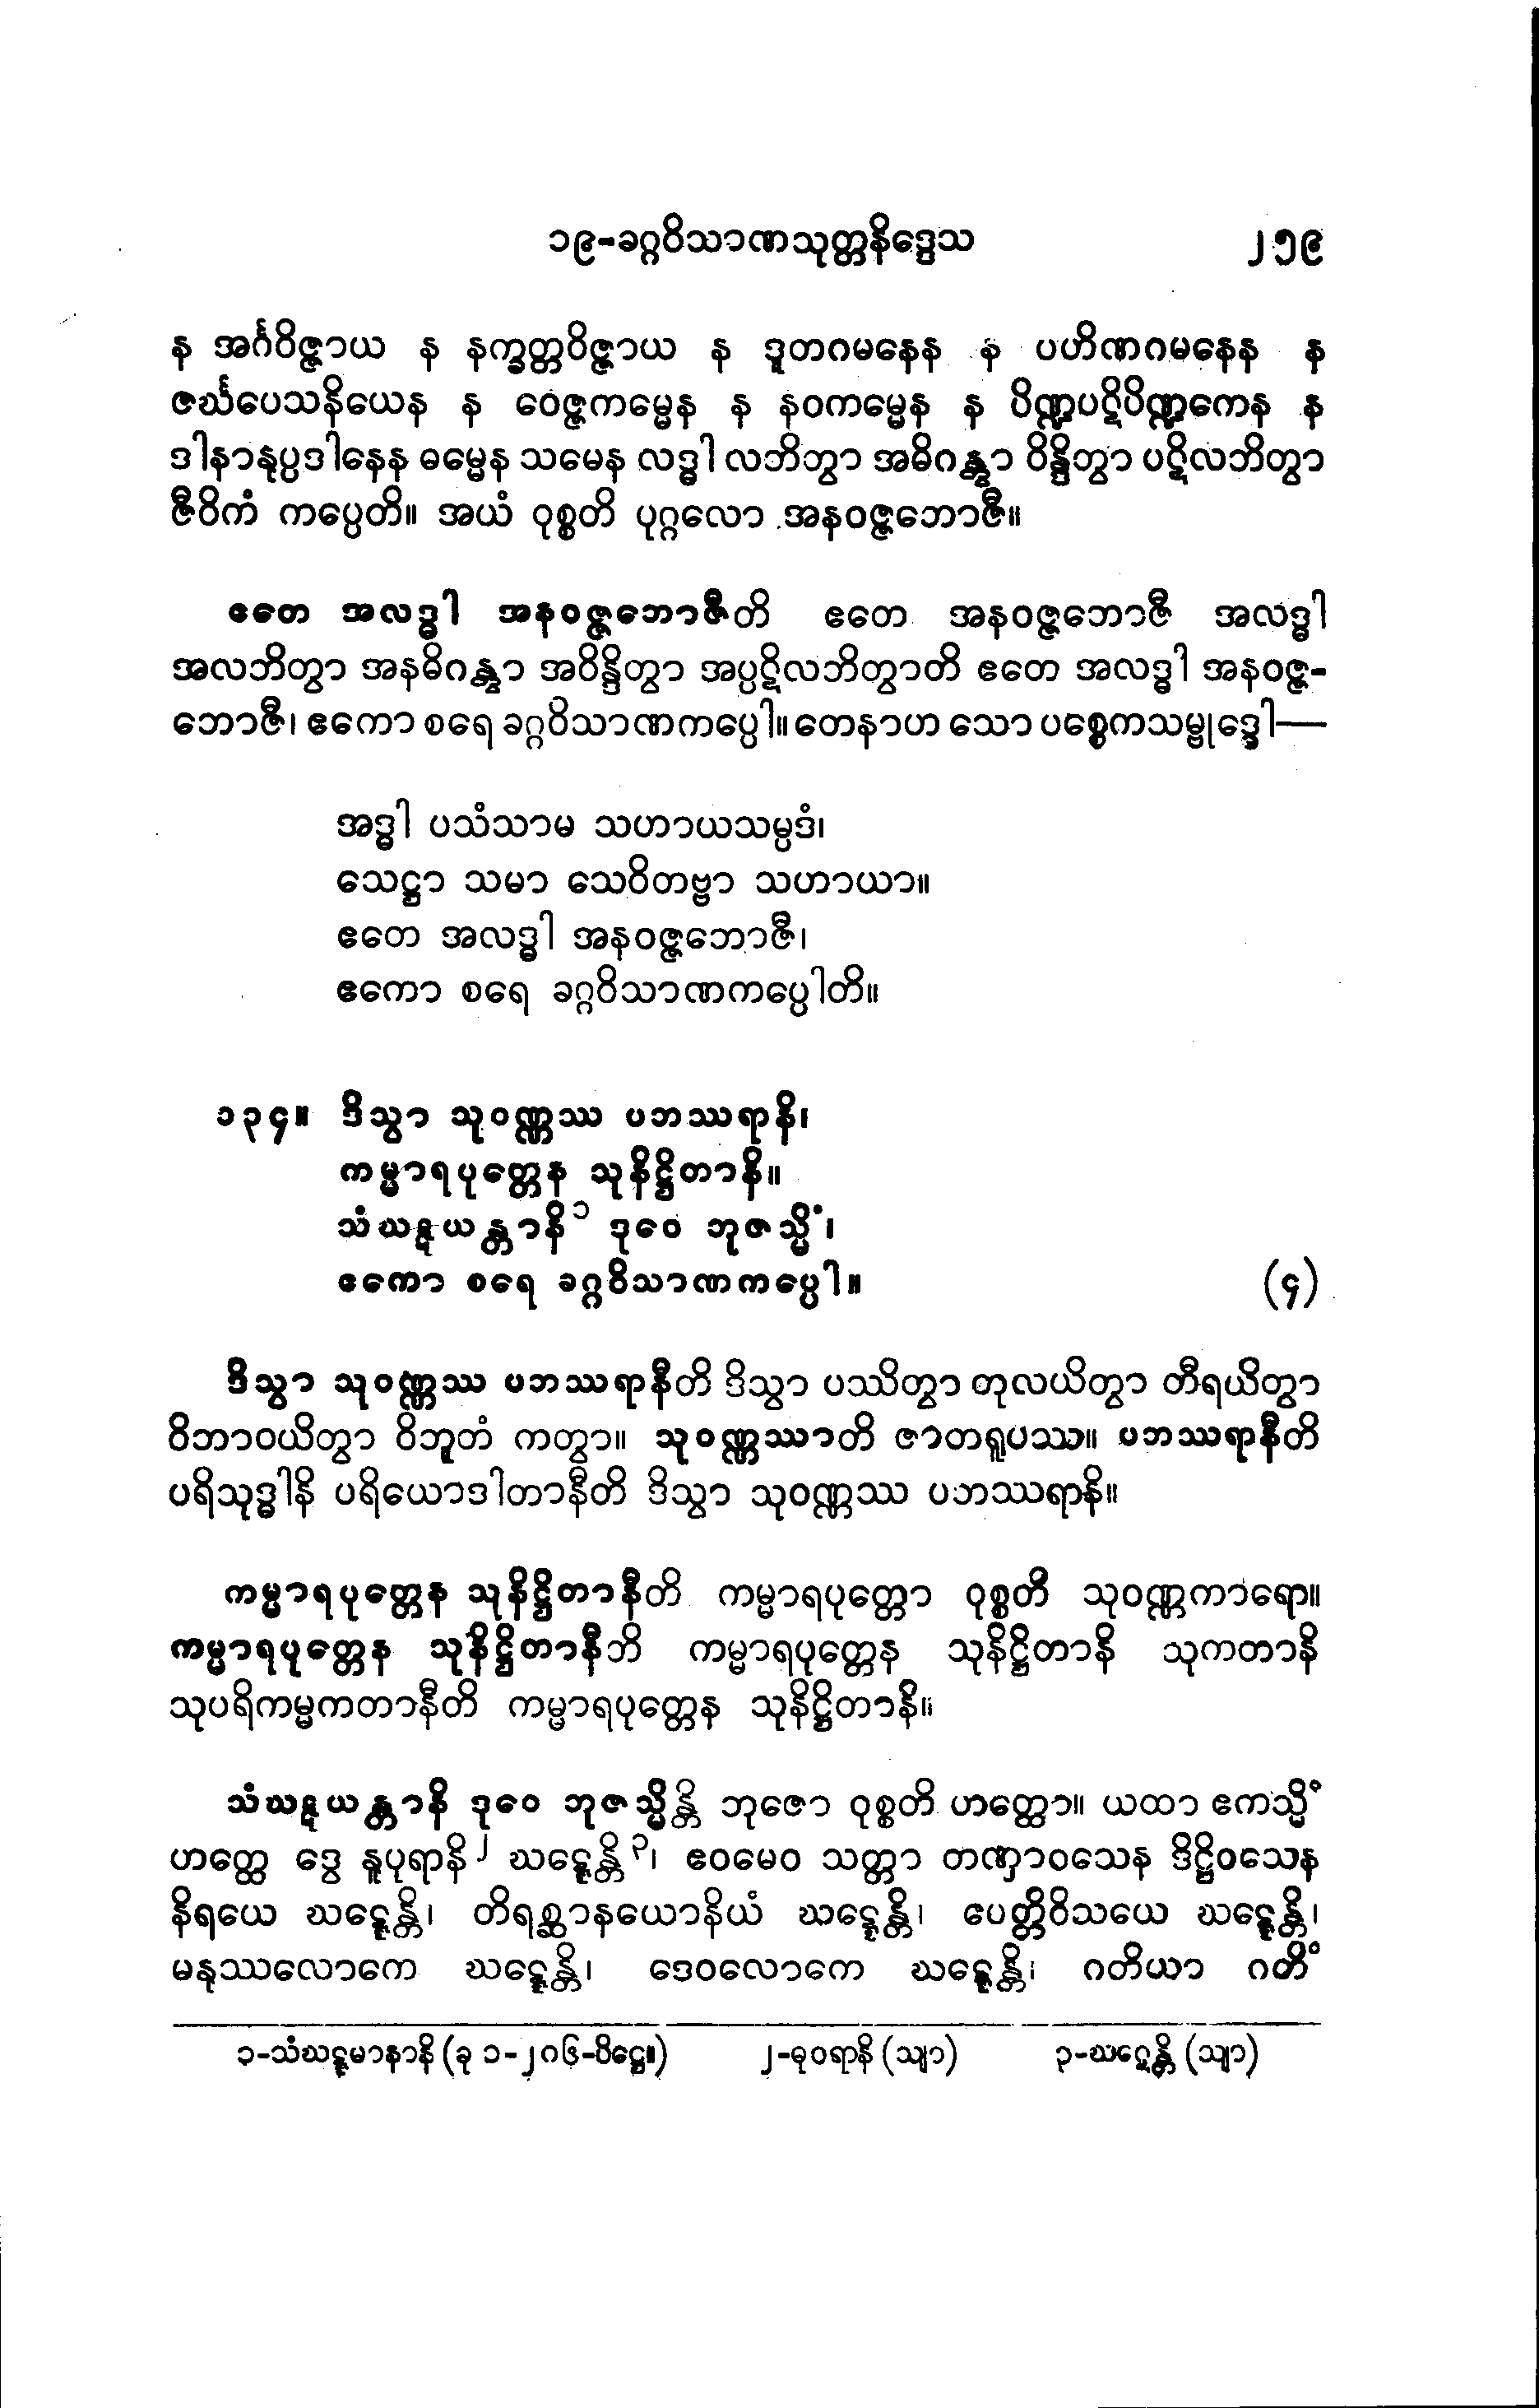 ၁၉-ခဂ္ဂဝိသာဏသုတ္တနိဒ္ဒေသ ၂၅၉
န အင်္ဂဝိဇ္ဇာယ န နက္ခတ္တဝိဇ္ဇာယ န ဒူတဂမနေန န ပဟိဏဂမနေန န
ဇင်္ဃပေသနိယေန န ဝေဇ္ဇကမ္မေန န နဝကမ္မေန န ပိဏ္ဍပဋိပိဏ္ဍကေန န
ဒါနာနုပ္ပဒါနေန ဓမ္မေန သမေန လဒ္ဓါ လဘိတွာ အဓိဂန္တွာ ဝိန္ဒိတွာ ပဋိလဘိတွာ
ဇီဝိကံ ကပ္ပေတိ။ အယံ ဝုစ္စတိ ပုဂ္ဂလော အနဝဇ္ဇဘောဇီ။
ဧတေ အလဒ္ဓါ အနဝဇ္ဇဘောဇီတိ ဧတေ အနဝဇ္ဇဘောဇီ အလဒ္ဓါ
အလဘိတွာ အနဓိဂန္တွာ အဝိန္ဒိတွာ အပ္ပဋိလဘိတွာတိ ဧတေ အလဒ္ဓါ အနဝဇ္ဇ-
ဘောဇီ၊ ဧကော စရေ ခဂ္ဂဝိသာဏကပ္ပေါ။ တေနာဟ သော ပစ္စေကသမ္ဗုဒ္ဓေါ—
အဒ္ဓါ ပသံသာမ သဟာယသမ္ပဒံ၊
သေဋ္ဌာ သမာ သေဝိတဗ္ဗာ သဟာယာ။
ဧတေ အလဒ္ဓါ အနဝဇ္ဇဘောဇီ၊
ဧကော စရေ ခဂ္ဂဝိသာဏကပ္ပေါတိ။
၁၃၄။ ဒိသွာ သုဝဏ္ဏဿ ပဘဿရာနိ၊
ကမ္မာရပုတ္တေန သုနိဋ္ဌိတာနိ။
သံဃဋယန္တာနိ၁ ဒုဝေ ဘုဇသ္မိံ၊
ဧကော စရေ ခဂ္ဂဝိသာဏကပ္ပေါ။ (၄)
ဒိသွာ သုဝဏ္ဏဿ ပဘဿရာနီတိ ဒိသွာ ပဿိတွာ တုလယိတွာ တီရယိတွာ
ဝိဘာဝယိတွာ ဝိဘူတံ ကတွာ။ သုဝဏ္ဏဿာတိ ဇာတရူပဿ။ ပဘဿရာနီတိ
ပရိသုဒ္ဓါနိ ပရိယောဒါတာနီတိ ဒိသွာ သုဝဏ္ဏဿ ပဘဿရာနိ။
ကမ္မာရပုတ္တေန သုနိဋ္ဌိတာနီတိ ကမ္မာရပုတ္တော ဝုစ္စတိ သုဝဏ္ဏကာရော။
ကမ္မာရပုတ္တေန သုနိဋ္ဌိတာနီဘိ ကမ္မာရပုတ္တေန သုနိဋ္ဌိတာနိ သုကတာနိ
သုပရိကမ္မကတာနီတိ ကမ္မာရပုတ္တေန သုနိဋ္ဌိတာနိ။
သံဃဋယန္တာနိ ဒုဝေ ဘုဇသ္မိန္တိ ဘုဇော ဝုစ္စတိ ဟတ္ထော။ ယထာ ဧကသ္မိံ
ဟတ္ထေ ဒွေ နူပုရာနိ၂ ဃဋ္ဋေန္တိ၃၊ ဧဝမေဝ သတ္တာ တဏှာဝသေန ဒိဋ္ဌိဝသေန
နိရယေ ဃဋ္ဋေန္တိ၊ တိရစ္ဆာနယောနိယံ ဃဋ္ဋေန္တိ၊ ပေတ္တိဝိသယေ ဃဋ္ဋေန္တိ၊
မနုဿလောကေ ဃဋ္ဋေန္တိ၊ ဒေဝလောကေ ဃဋ္ဋေန္တိ၊ ဂတိယာ ဂတိံ
၁-သံဃဋ္ဋမာနာနိ (ခု ၁-၂၈၆-ပိဋ္ဌေ။) ၂-ဓုဝရာနိ (သျာ) ၃-ဃဋေန္တိ (သျာ)